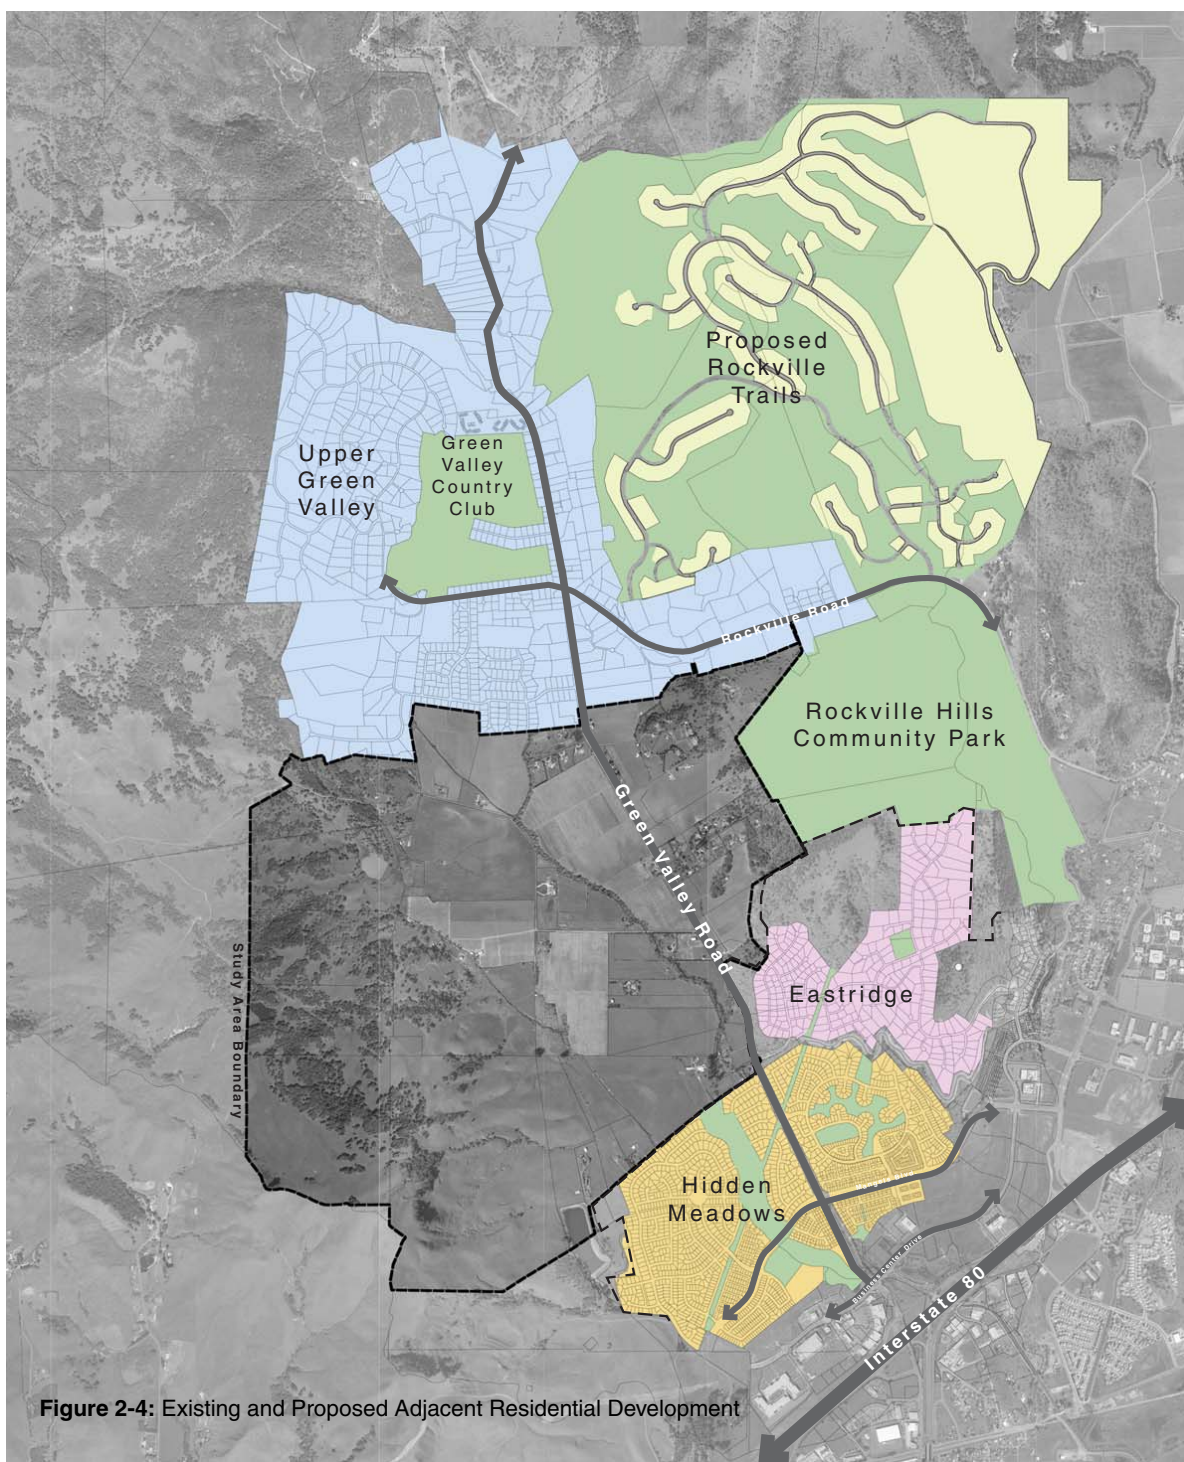 Proposed
Rockville
Trails
Upper
Green
Valley
Green
Valley
Country
Club
Rockville Road
Rockville Hills
Community Park
Green Valley Road
Study Area Boundary
Eastridge
Hidden
Meadows
Business Center Drive
Interstate 80
Figure 2-4: Existing and Proposed Adjacent Residential Development